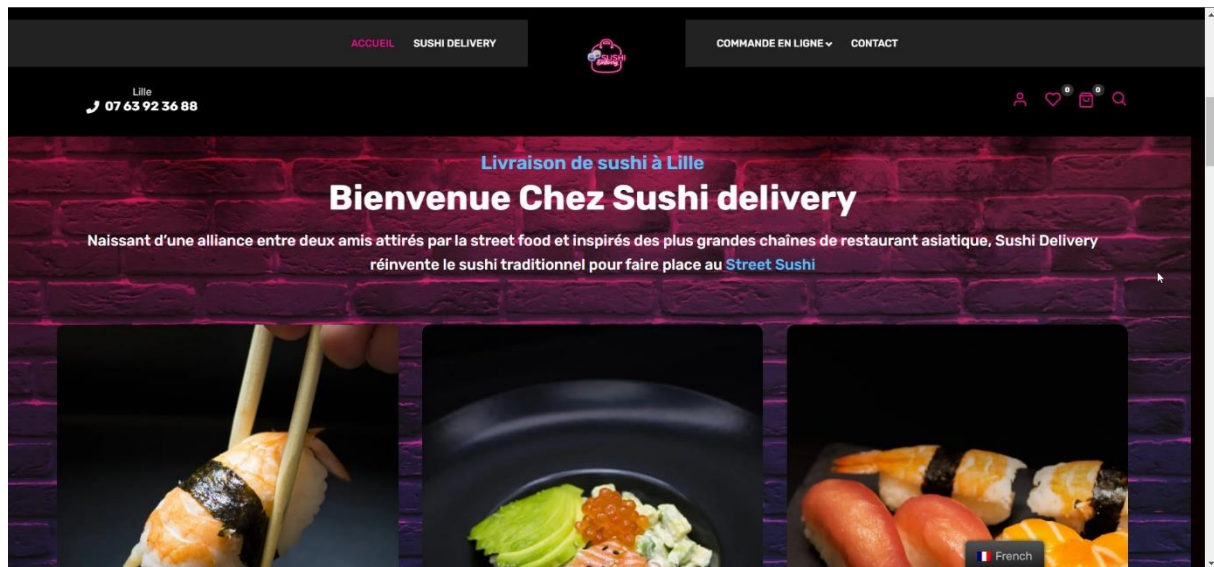 ACCUEIL SUSHI DELIVERY COMMANDE EN LIGNE CONTACT
SUSHI
Delivery
Lille
07 63 92 36 88
0 0
Livraison de sushi à Lille
Bienvenue Chez Sushi delivery
Naissant d'une alliance entre deux amis attirés par la street food et inspirés des plus grandes chaînes de restaurant asiatique, Sushi Delivery
réinvente le sushi traditionnel pour faire place au Street Sushi
French